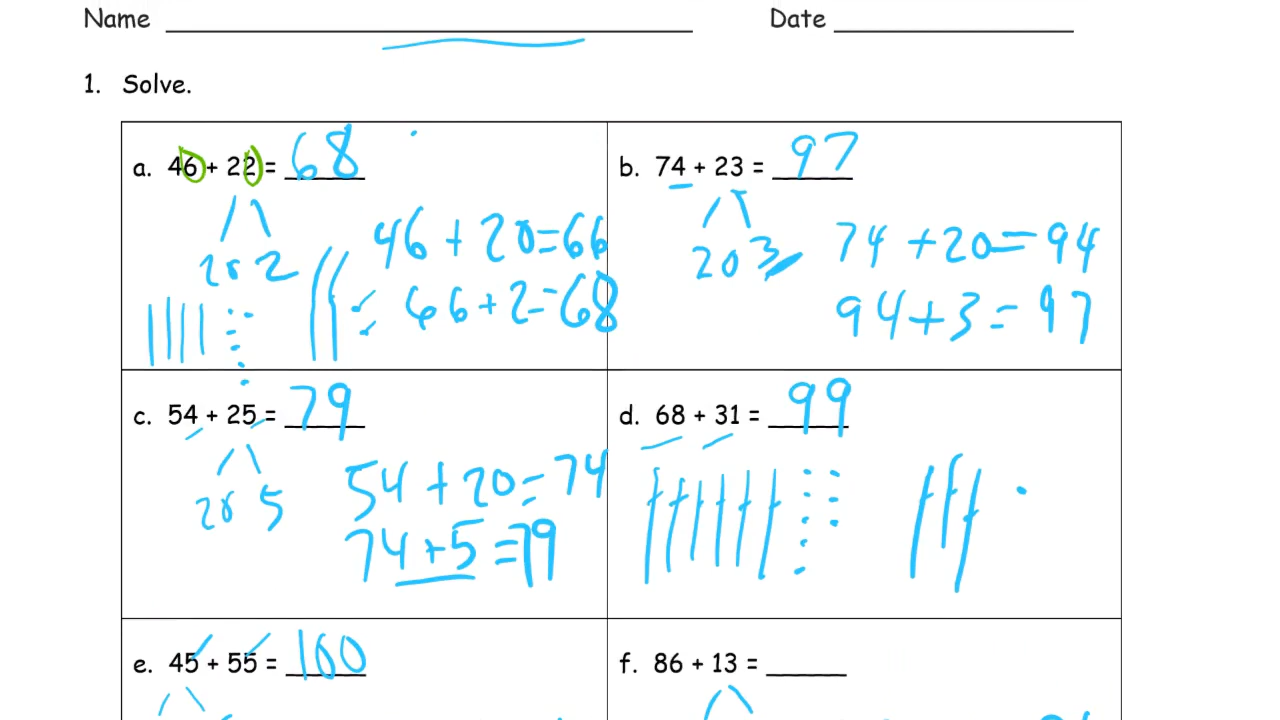 Name Date
1. Solve.
a. 46 + 22 = 68
20 2
46 + 20 = 66
66 + 2 = 68
b. 74 + 23 = 97
20 3
74 + 20 = 94
94 + 3 = 97
c. 54 + 25 = 79
20 5
54 + 20 = 74
74 + 5 = 79
d. 68 + 31 = 99
e. 45 + 55 = 100
f. 86 + 13 =